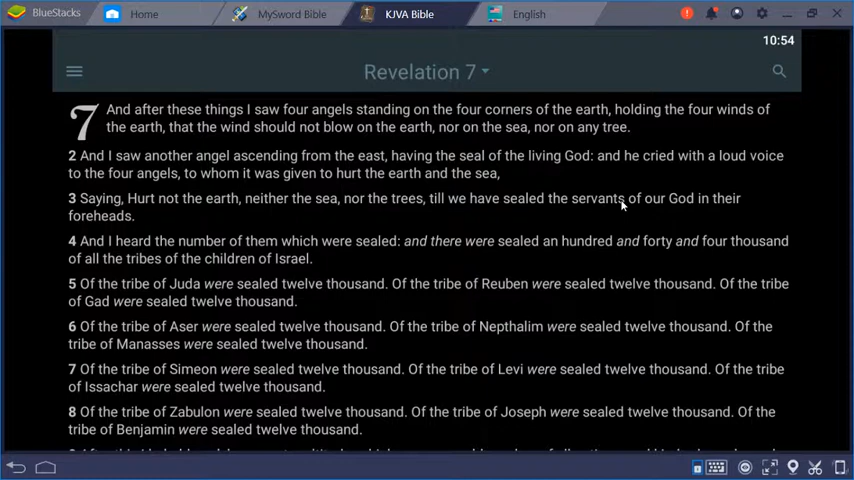 BlueStacks
Home
MySword Bible
KJVA Bible
English
10:54
Revelation 7
7 And after these things I saw four angels standing on the four corners of the earth, holding the four winds of
the earth, that the wind should not blow on the earth, nor on the sea, nor on any tree.
2 And I saw another angel ascending from the east, having the seal of the living God: and he cried with a loud voice
to the four angels, to whom it was given to hurt the earth and the sea,
3 Saying, Hurt not the earth, neither the sea, nor the trees, till we have sealed the servants of our God in their
foreheads.
4 And I heard the number of them which were sealed: and there were sealed an hundred and forty and four thousand
of all the tribes of the children of Israel.
5 Of the tribe of Juda were sealed twelve thousand. Of the tribe of Reuben were sealed twelve thousand. Of the tribe
of Gad were sealed twelve thousand.
6 Of the tribe of Aser were sealed twelve thousand. Of the tribe of Nepthalim were sealed twelve thousand. Of the
tribe of Manasses were sealed twelve thousand.
7 Of the tribe of Simeon were sealed twelve thousand. Of the tribe of Levi were sealed twelve thousand. Of the tribe
of Issachar were sealed twelve thousand.
8 Of the tribe of Zabulon were sealed twelve thousand. Of the tribe of Joseph were sealed twelve thousand. Of the
tribe of Benjamin were sealed twelve thousand.